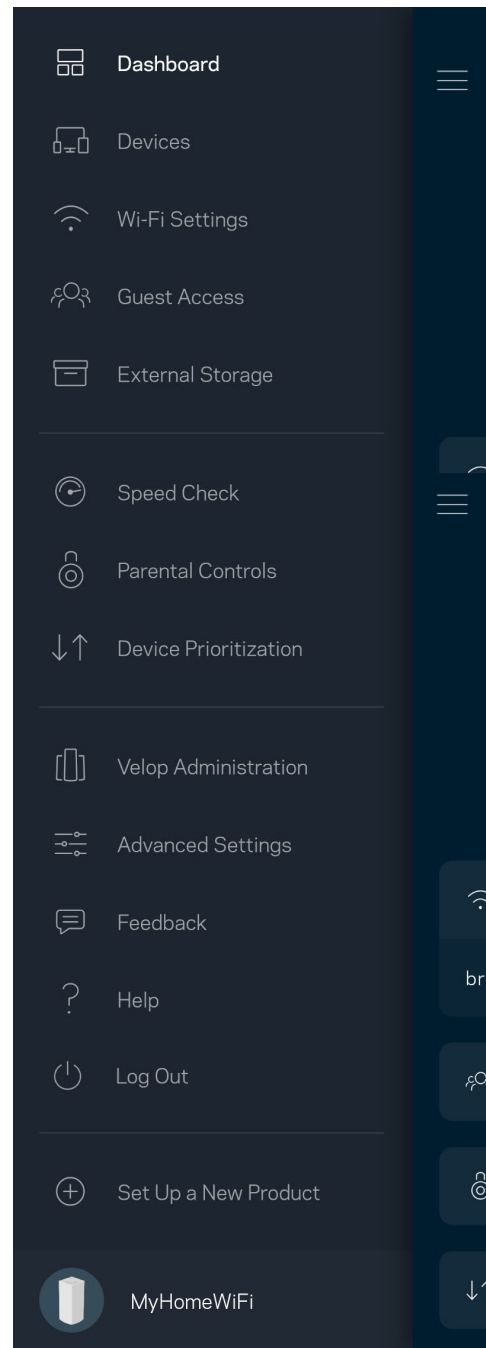 Dashboard
Devices
Wi-Fi Settings
Guest Access
External Storage
Speed Check
Parental Controls
Device Prioritization
Velop Administration
Advanced Settings
Feedback
br
Help
Log Out
Set Up a New Product
MyHomeWiFi